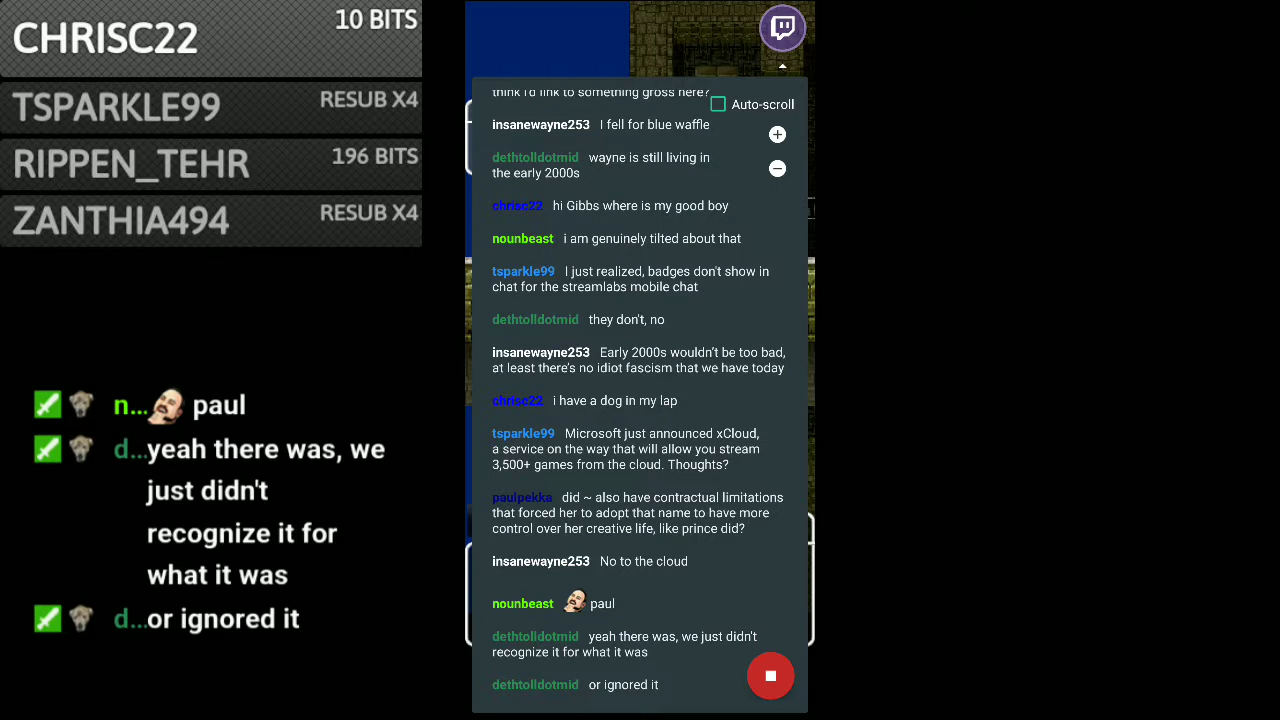 CHRISC22
10 BITS
TSPARKLE99
RESUB X4
RIPPEN_TEHR
196 BITS
ZANTHIA494
RESUB X4
n... paul
d...yeah there was, we
just didn't
recognize it for
what it was
d...or ignored it
think I'd link to something gross here?
Auto-scroll
insanewayne253 I fell for blue waffle
dethtolldotmid wayne is still living in
the early 2000s
chrisc22 hi Gibbs where is my good boy
nounbeast i am genuinely tilted about that
tsparkle99 I just realized, badges don't show in
chat for the streamlabs mobile chat
dethtolldotmid they don't, no
insanewayne253 Early 2000s wouldn't be too bad,
at least there's no idiot fascism that we have today
chrisc22 i have a dog in my lap
tsparkle99 Microsoft just announced xCloud,
a service on the way that will allow you stream
3,500+ games from the cloud. Thoughts?
paulpekka did ~ also have contractual limitations
that forced her to adopt that name to have more
control over her creative life, like prince did?
insanewayne253 No to the cloud
nounbeast paul
dethtolldotmid yeah there was, we just didn't
recognize it for what it was
dethtolldotmid or ignored it